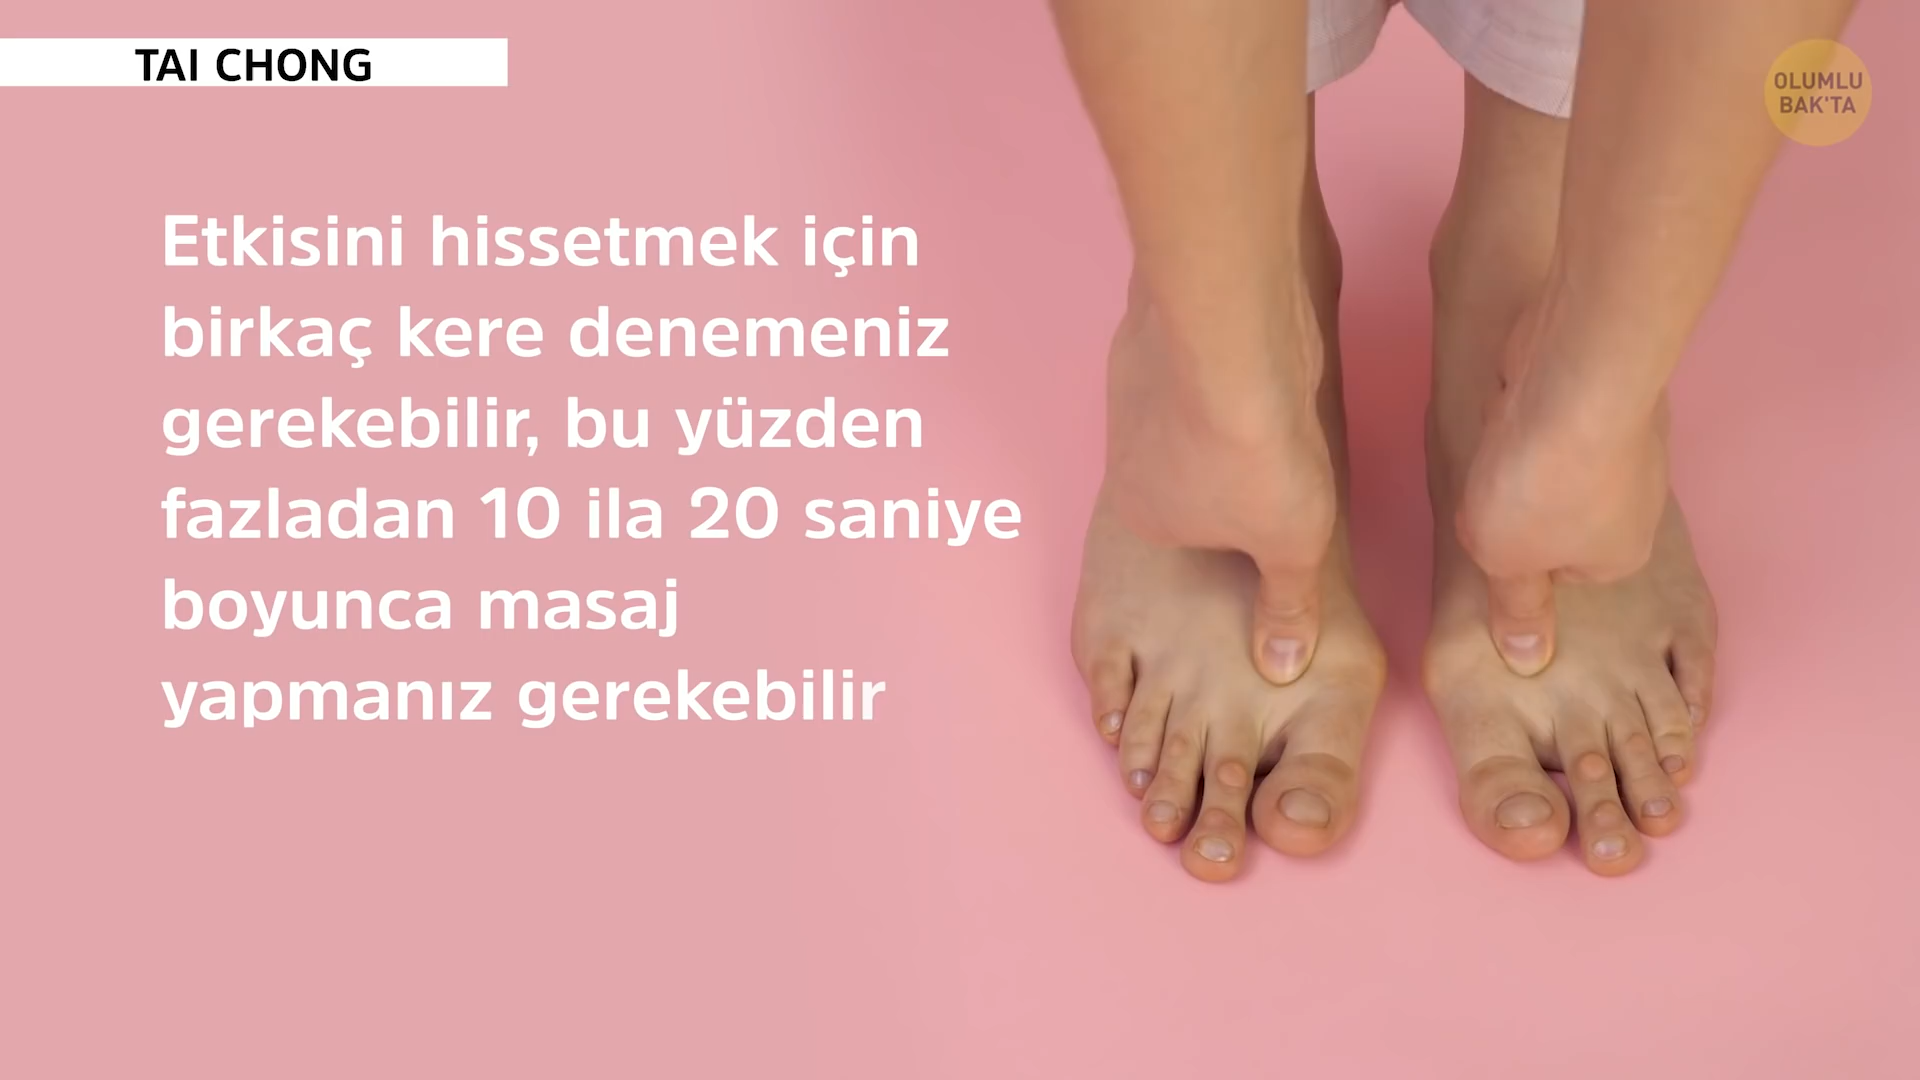 TAI CHONG
OLUMLU
BAK'TA
Etkisini hissetmek için
birkaç kere denemeniz
gerekebilir, bu yüzden
fazladan 10 ila 20 saniye
boyunca masaj
yapmanız gerekebilir